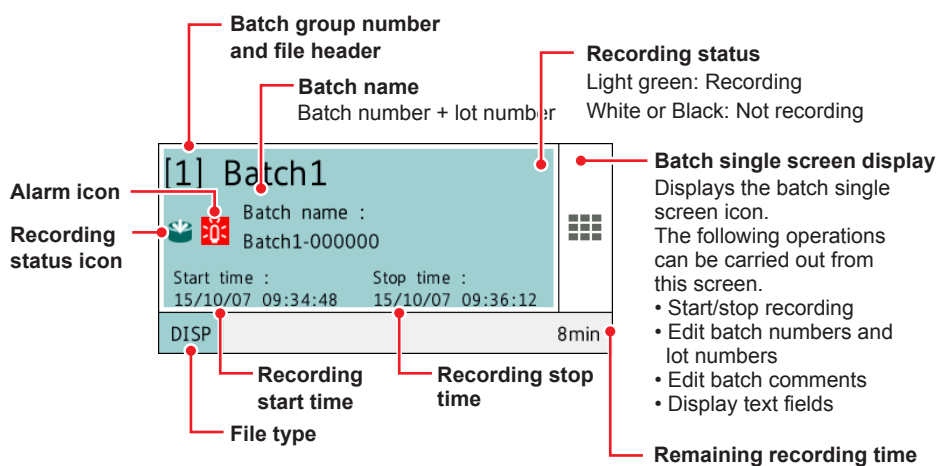 Batch group number
and file header
Batch name
Batch number + lot number
Recording status
Light green: Recording
White or Black: Not recording
[1] Batch1
Batch name :
Batch1-000000
Start time :
Stop time :
15/10/07 09:34:48
15/10/07 09:36:12
DISP
8min
Alarm icon
Recording
status icon
Batch single screen display
Displays the batch single
screen icon.
The following operations
can be carried out from
this screen.
• Start/stop recording
• Edit batch numbers and
lot numbers
• Edit batch comments
• Display text fields
Recording
start time
Recording stop
time
File type
Remaining recording time